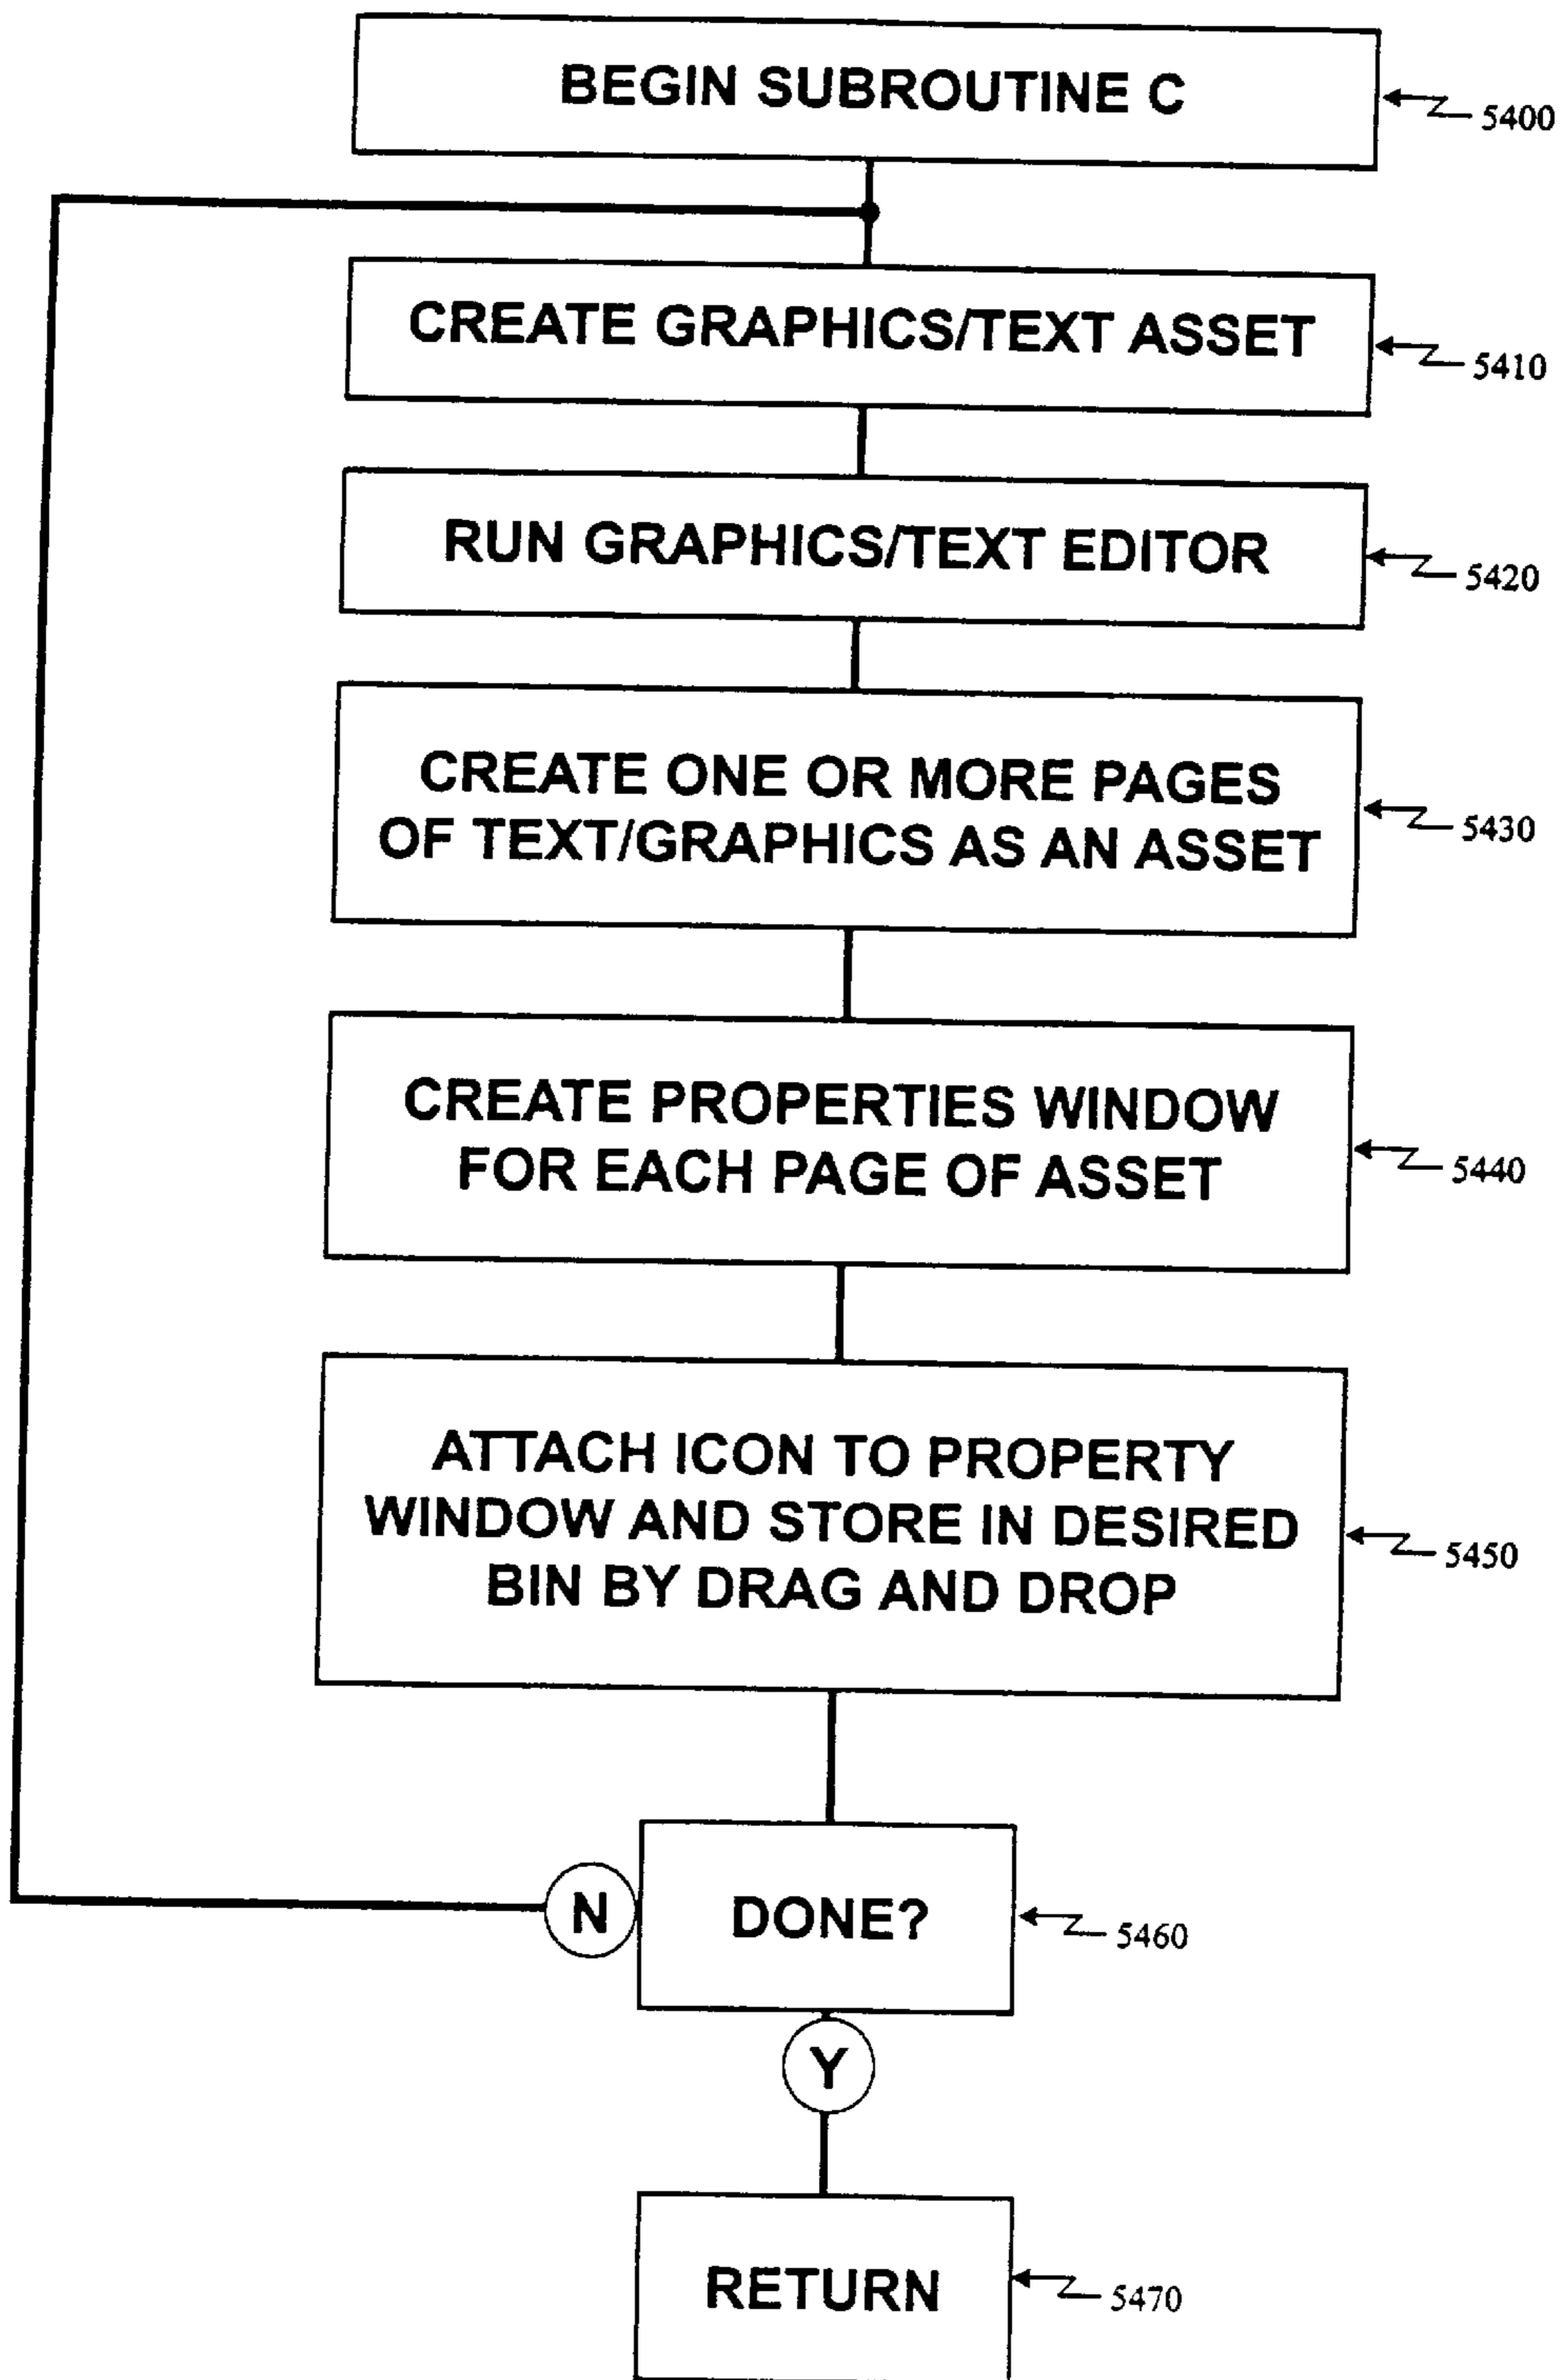 BEGIN SUBROUTINE C
5400
CREATE GRAPHICS/TEXT ASSET
5410
RUN GRAPHICS/TEXT EDITOR
5420
CREATE ONE OR MORE PAGES
OF TEXT/GRAPHICS AS AN ASSET
5430
CREATE PROPERTIES WINDOW
FOR EACH PAGE OF ASSET
5440
ATTACH ICON TO PROPERTY
WINDOW AND STORE IN DESIRED
BIN BY DRAG AND DROP
5450
N
DONE?
5460
Y
RETURN
5470